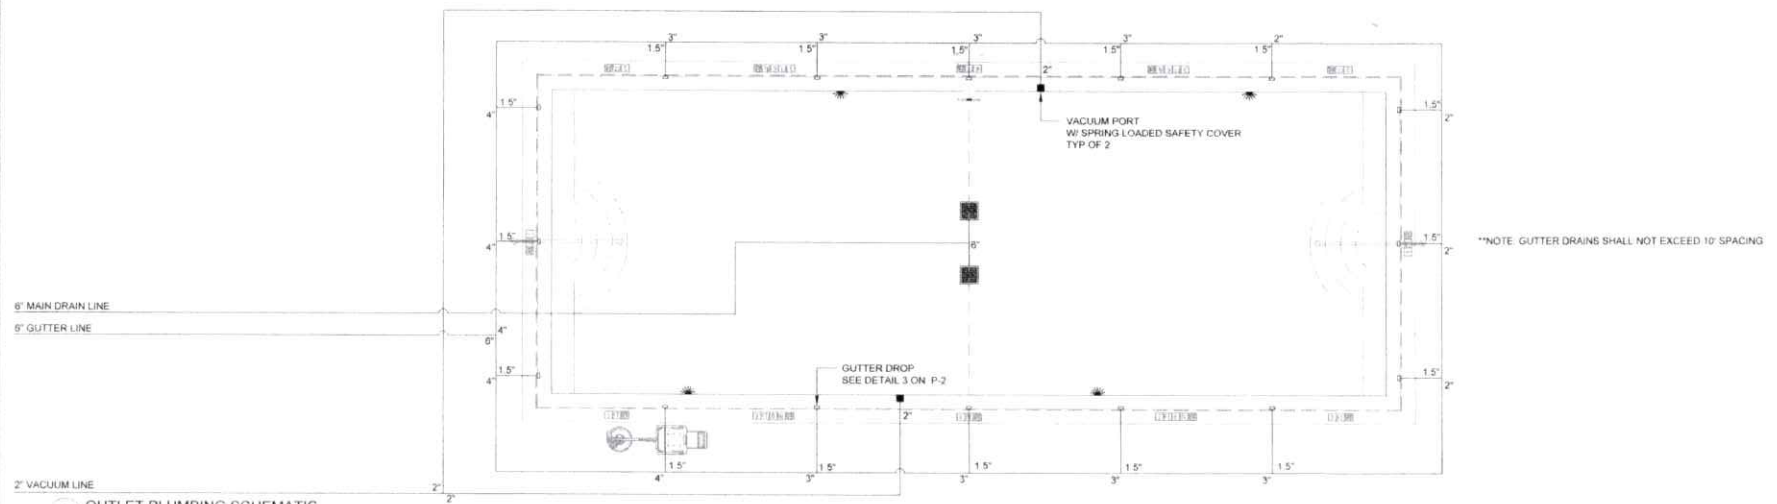 3" 3" 3" 3" 2"
1.5" 1.5" 1.5" 1.5" 1.5"
2"
1.5" 1.5"
4" 2"
VACUUM PORT
W/ SPRING LOADED SAFETY COVER
TYP OF 2
1.5" 6" 1.5"
4" 2"
**NOTE: GUTTER DRAINS SHALL NOT EXCEED 10' SPACING
6" MAIN DRAIN LINE
6" GUTTER LINE
4"
6"
GUTTER DROP
SEE DETAIL 3 ON P-2
1.5" 1.5"
4" 2"
2"
1.5" 1.5" 1.5" 1.5" 1.5"
4" 3" 3" 3" 3"
2" VACUUM LINE
2"
2"
OUTLET PLUMBING SCHEMATIC